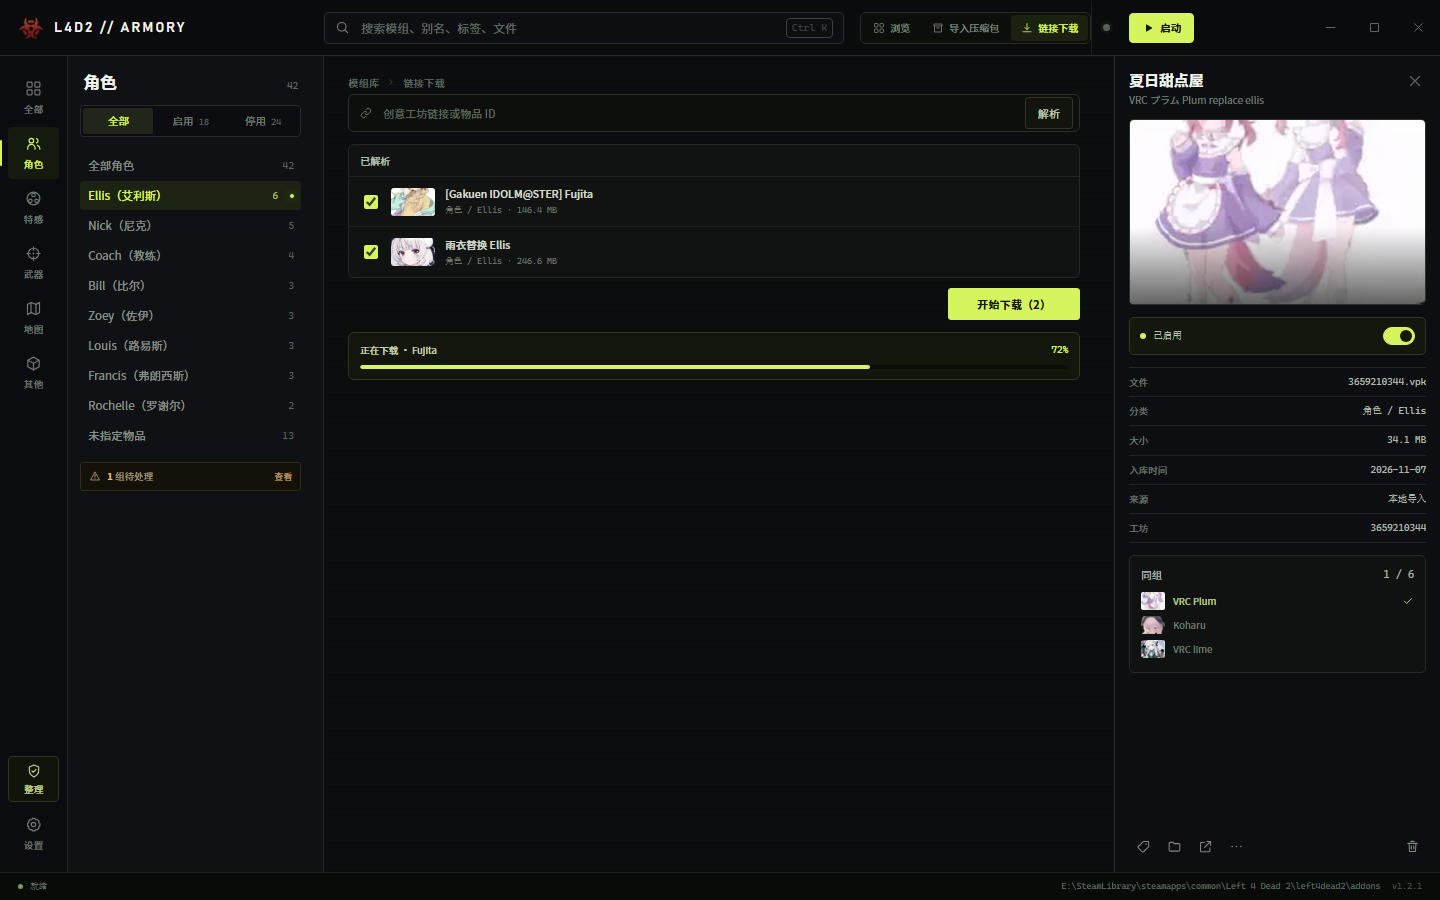 L4D2 // ARMORY
搜索模组、别名、标签、文件
Ctrl K
浏览
导入压缩包
链接下载
启动
全部
角色
特感
武器
地图
其他
整理
设置
角色
42
全部
启用 18
停用 24
全部角色 42
Ellis（艾利斯） 6
Nick（尼克） 5
Coach（教练） 4
Bill（比尔） 3
Zoey（佐伊） 3
Louis（路易斯） 3
Francis（弗朗西斯） 3
Rochelle（罗谢尔） 2
未指定物品 13
1 组待处理 查看
模组库 > 链接下载
创意工坊链接或物品 ID
解析
已解析
[Gakuen IDOLM@STER] Fujita
角色 / Ellis · 146.4 MB
雨衣替换 Ellis
角色 / Ellis · 246.6 MB
开始下载（2）
正在下载 · Fujita 72%
夏日甜点屋
VRC プラム Plum replace ellis
已启用
文件 3659210344.vpk
分类 角色 / Ellis
大小 34.1 MB
入库时间 2026-11-07
来源 本地导入
工坊 3659210344
同组 1 / 6
VRC Plum
Koharu
VRC lime
就绪
E:\SteamLibrary\steamapps\common\Left 4 Dead 2\left4dead2\addons
v1.2.1